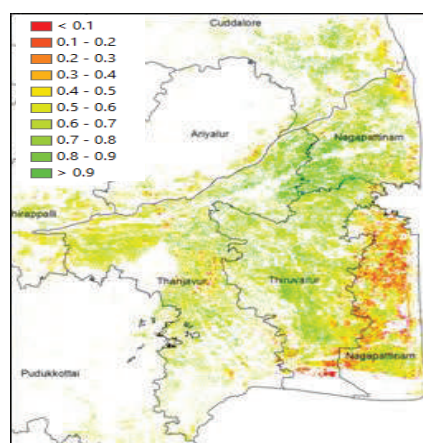 < 0.1
0.1 - 0.2
0.2 - 0.3
0.3 - 0.4
0.4 - 0.5
0.5 - 0.6
0.6 - 0.7
0.7 - 0.8
0.8 - 0.9
> 0.9
Cuddalore
Ariyalur
Nagapattinam
hirappalli
Thanjavur
Thiruvallur
Nagapattinam
Pudukkottai